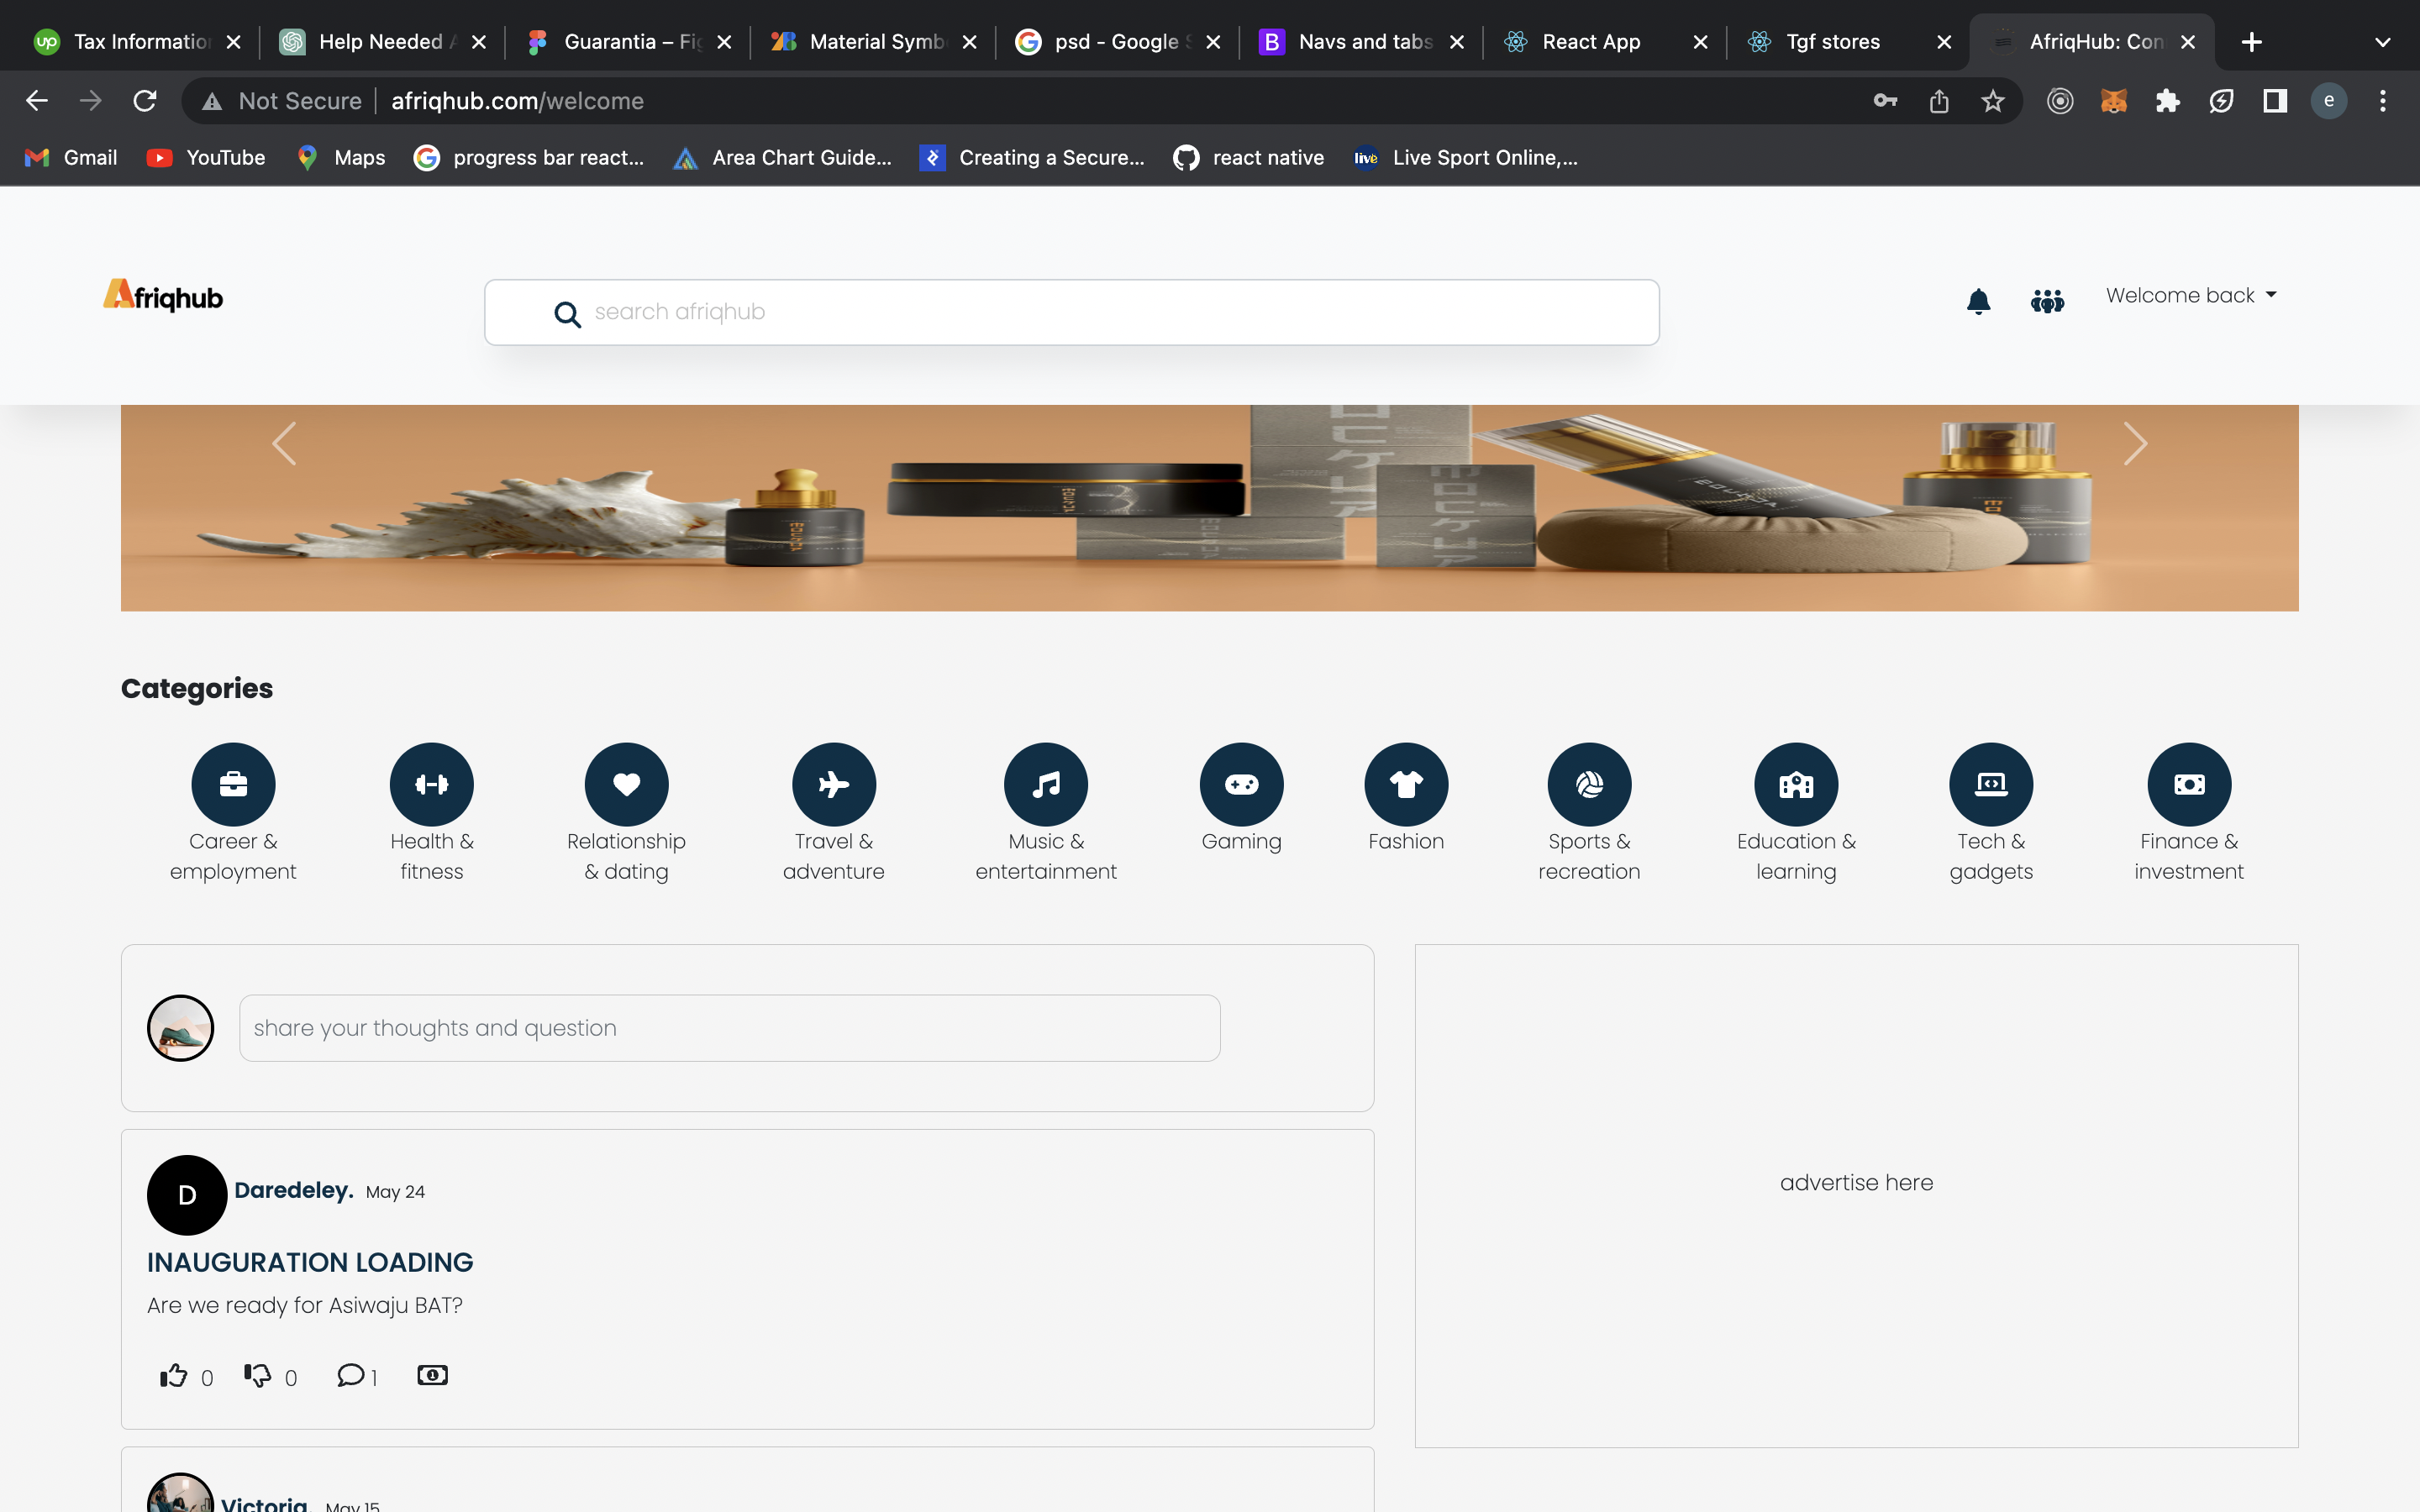 Tax Information
Help Needed A
Guarantia – Fig
Material Symb
psd - Google S
Navs and tabs
React App
Tgf stores
AfriqHub: Con
Not Secure
afriqhub.com/welcome
e
Gmail
YouTube
Maps
progress bar react...
Area Chart Guide...
Creating a Secure...
react native
Live Sport Online,...
Afriqhub
search afriqhub
Welcome back
Categories
Career &
employment
Health &
fitness
Relationship
& dating
Travel &
adventure
Music &
entertainment
Gaming
Fashion
Sports &
recreation
Education &
learning
Tech &
gadgets
Finance &
investment
share your thoughts and question
advertise here
D
Daredeley. May 24
INAUGURATION LOADING
Are we ready for Asiwaju BAT?
0 0 1
Victoria. May 15